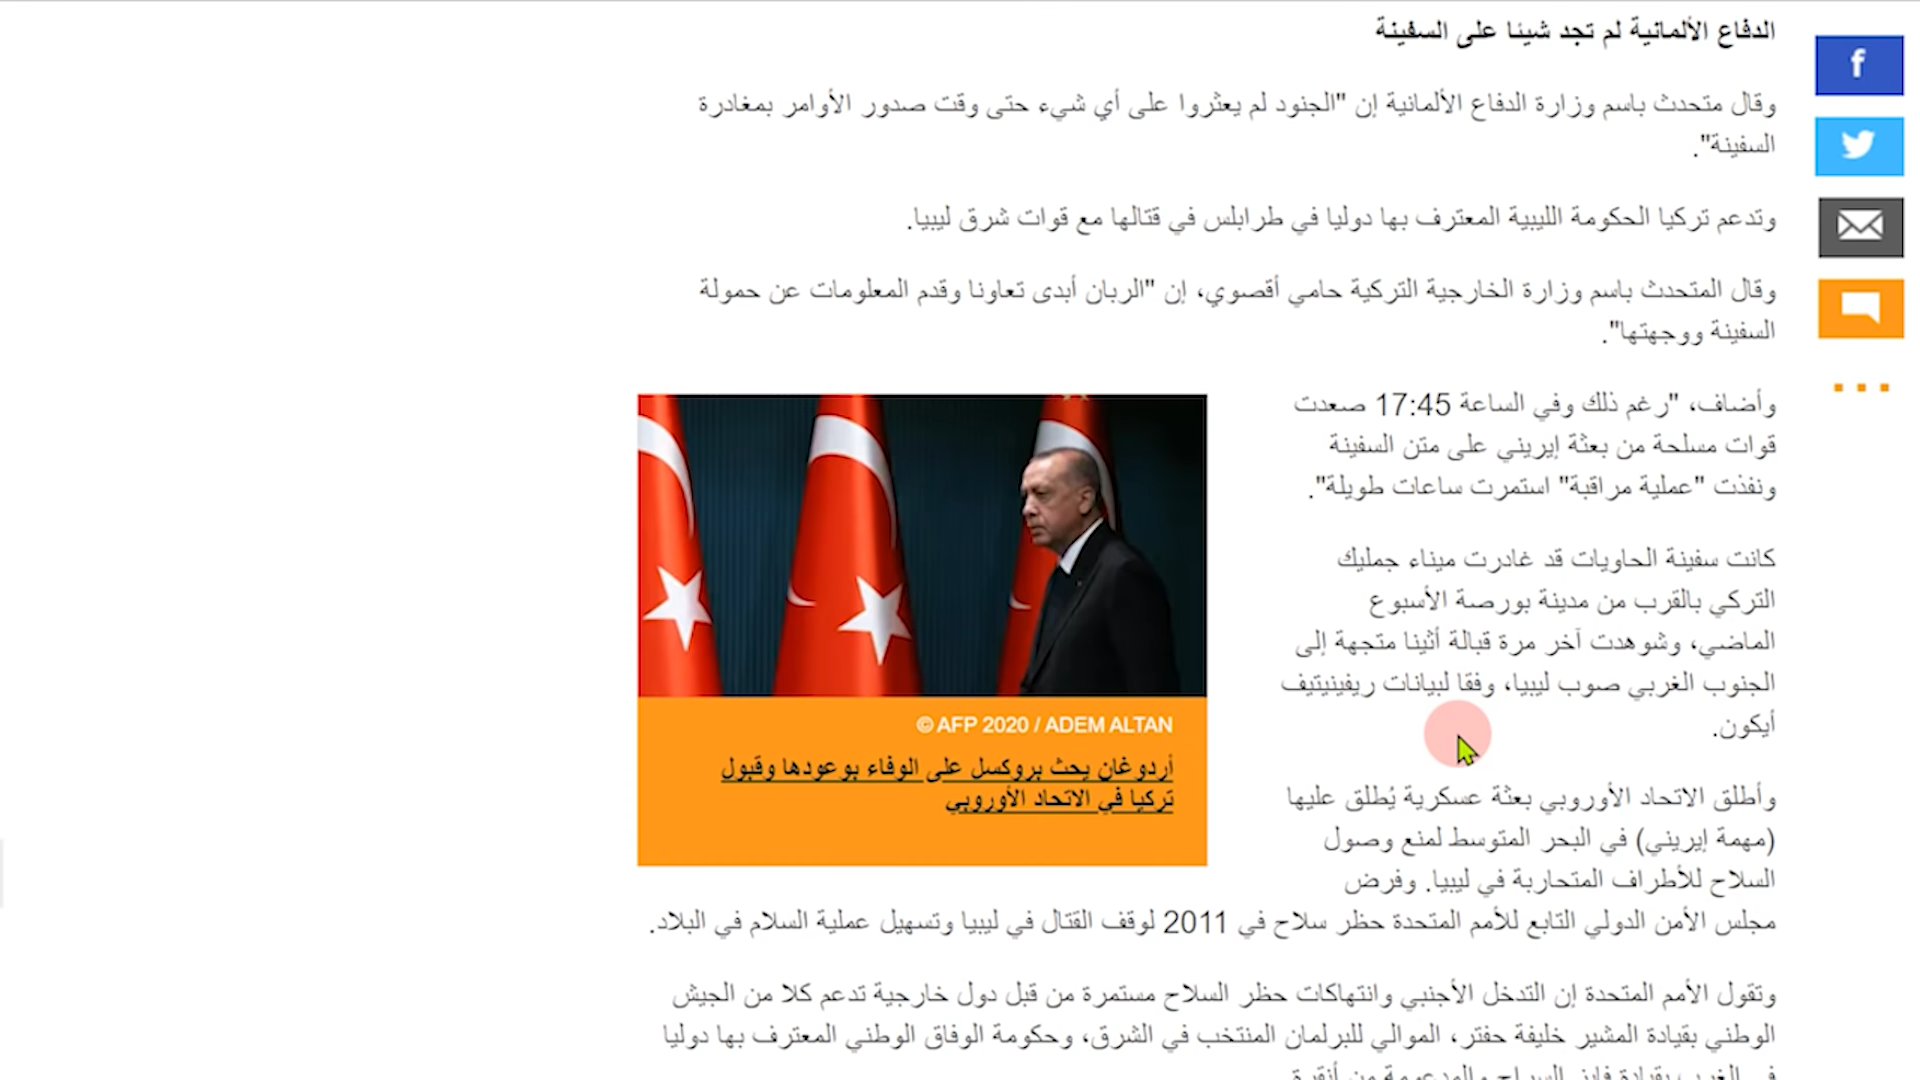 الدفاع الألمانية لم تجد شيئا على السفينة
وقال متحدث باسم وزارة الدفاع الألمانية إن "الجنود لم يعثروا على أي شيء حتى وقت صدور الأوامر بمغادرة
السفينة".
وتدعم تركيا الحكومة الليبية المعترف بها دوليا في طرابلس في قتالها مع قوات شرق ليبيا.
وقال المتحدث باسم وزارة الخارجية التركية حامي أقصوي، إن "الربان أبدى تعاونا وقدم المعلومات عن حمولة
السفينة ووجهتها".
وأضاف، "رغم ذلك وفي الساعة 17:45 صعدت
قوات مسلحة من بعثة إيريني على متن السفينة
ونفذت "عملية مراقبة" استمرت ساعات طويلة".
كانت سفينة الحاويات قد غادرت ميناء جمليك
التركي بالقرب من مدينة بورصة الأسبوع
الماضي، وشوهدت آخر مرة قبالة أثينا متجهة إلى
الجنوب الغربي صوب ليبيا، وفقا لبيانات ريفينيتيف
أيكون.
© AFP 2020 / ADEM ALTAN
أردوغان يحث بروكسل على الوفاء بوعودها وقبول
تركيا في الاتحاد الأوروبي
وأطلق الاتحاد الأوروبي بعثة عسكرية يُطلق عليها
(مهمة إيريني) في البحر المتوسط لمنع وصول
السلاح للأطراف المتحاربة في ليبيا. وفرض
مجلس الأمن الدولي التابع للأمم المتحدة حظر سلاح في 2011 لوقف القتال في ليبيا وتسهيل عملية السلام في البلاد.
وتقول الأمم المتحدة إن التدخل الأجنبي وانتهاكات حظر السلاح مستمرة من قبل دول خارجية تدعم كلا من الجيش
الوطني بقيادة المشير خليفة حفتر، الموالي للبرلمان المنتخب في الشرق، وحكومة الوفاق الوطني المعترف بها دوليا
في الغرب بقيادة فايز السراج والمدعومة من أنقرة